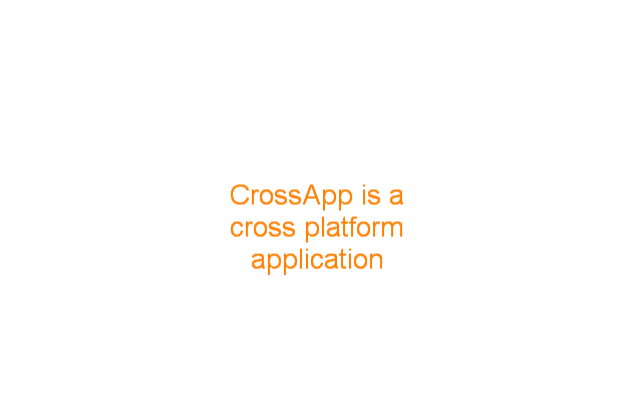 CrossApp is a
cross platform
application